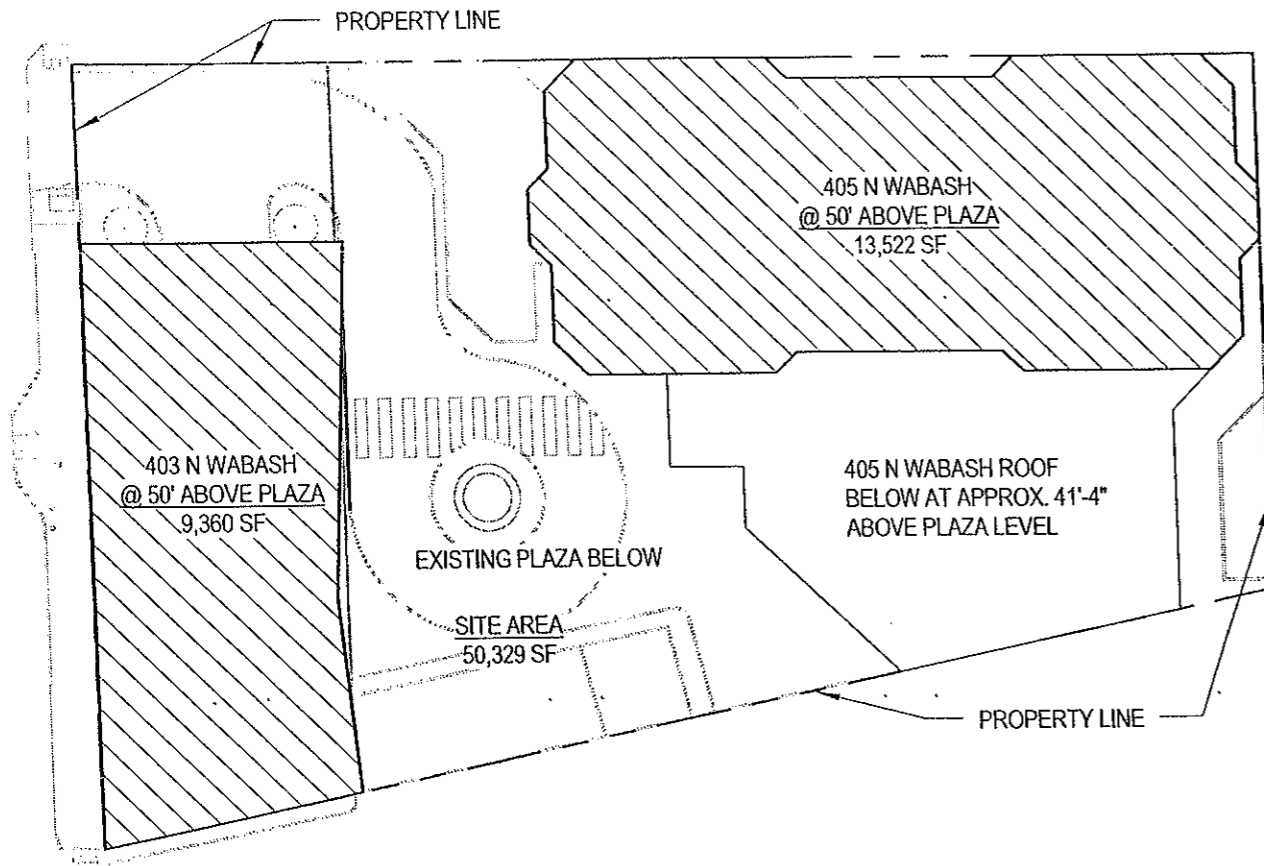 PROPERTY LINE
405 N WABASH
@ 50' ABOVE PLAZA
13,522 SF
403 N WABASH
@ 50' ABOVE PLAZA
9,360 SF
405 N WABASH ROOF
BELOW AT APPROX. 41'-4"
ABOVE PLAZA LEVEL
EXISTING PLAZA BELOW
SITE AREA
50,329 SF
PROPERTY LINE